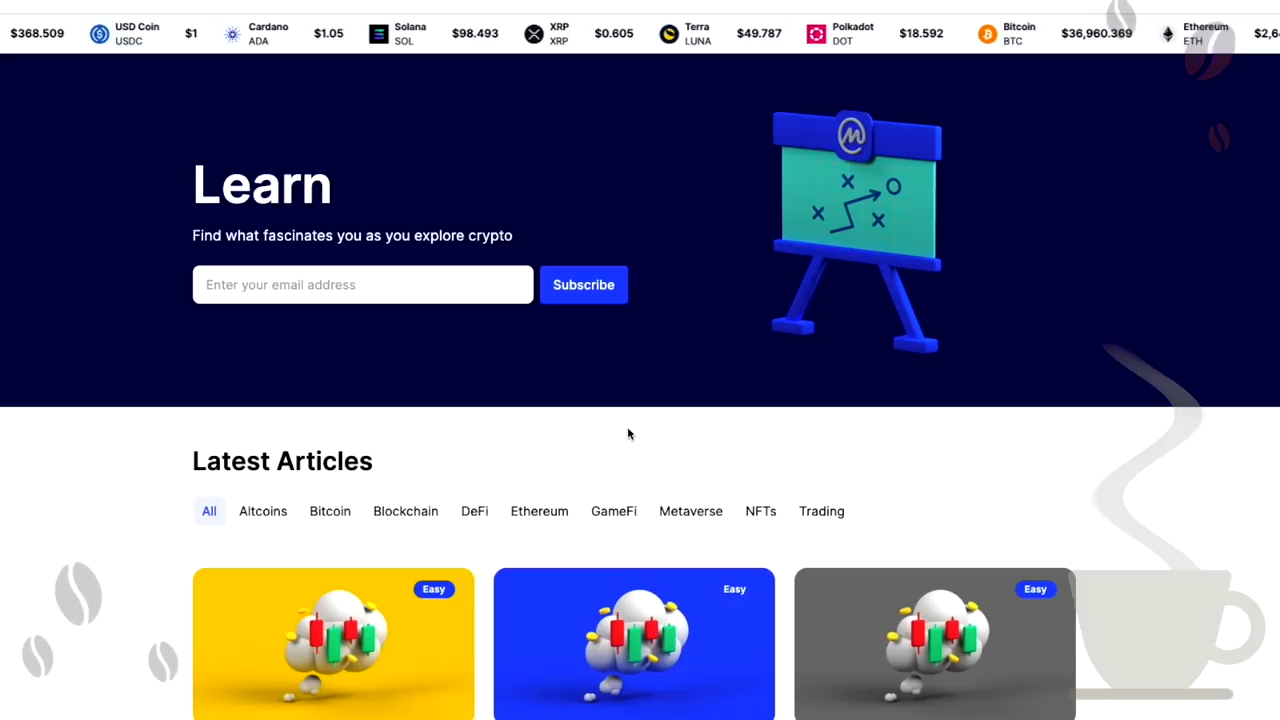 $368.509 USD Coin USDC $1 Cardano ADA $1.05 Solana SOL $98.493 XRP XRP $0.605 Terra LUNA $49.787 Polkadot DOT $18.592 Bitcoin BTC $36,960.369 Ethereum ETH
Learn
Find what fascinates you as you explore crypto
Enter your email address Subscribe
Latest Articles
All Altcoins Bitcoin Blockchain DeFi Ethereum GameFi Metaverse NFTs Trading
Easy Easy Easy